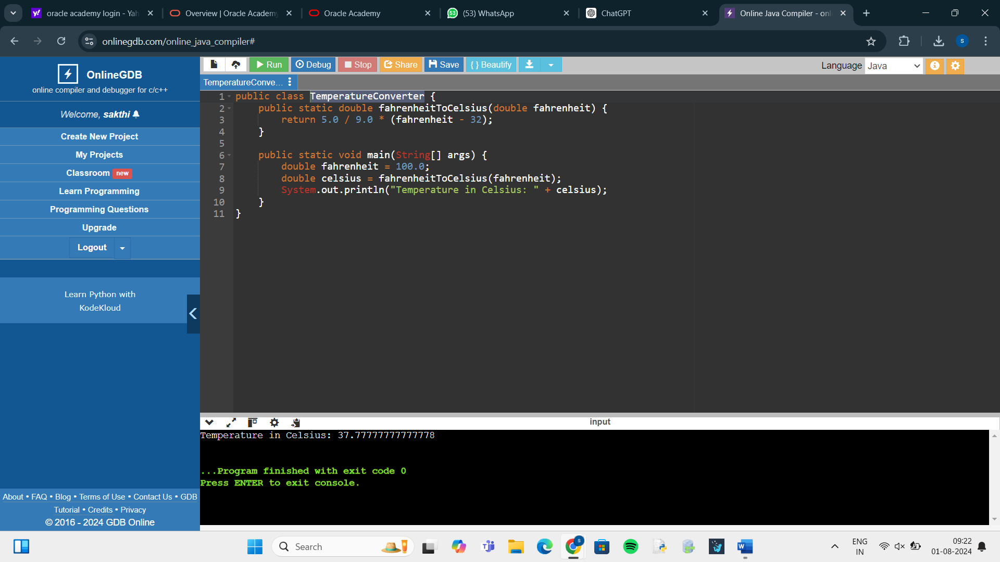 oracle academy login - Yah
Overview | Oracle Academy
Oracle Academy
53
(53) WhatsApp
ChatGPT
Online Java Compiler - onl
onlinegdb.com/online_java_compiler#
S
OnlineGDB
online compiler and debugger for c/c++
Welcome, sakthi
Create New Project
My Projects
Classroom new
Learn Programming
Programming Questions
Upgrade
Logout
Learn Python with
KodeKloud
About • FAQ • Blog • Terms of Use • Contact Us • GDB
Tutorial • Credits • Privacy
© 2016 - 2024 GDB Online
Run
Debug
Stop
Share
Save
{ } Beautify
Language Java
TemperatureConve...
1 public class TemperatureConverter {
2 public static double fahrenheitToCelsius(double fahrenheit) {
3 return 5.0 / 9.0 * (fahrenheit - 32);
4 }
5
6 public static void main(String[] args) {
7 double fahrenheit = 100.0;
8 double celsius = fahrenheitToCelsius(fahrenheit);
9 System.out.println("Temperature in Celsius: " + celsius);
10 }
11 }
input
Temperature in Celsius: 37.77777777777778
...Program finished with exit code 0
Press ENTER to exit console.
Search
ENG
IN
09:22
01-08-2024